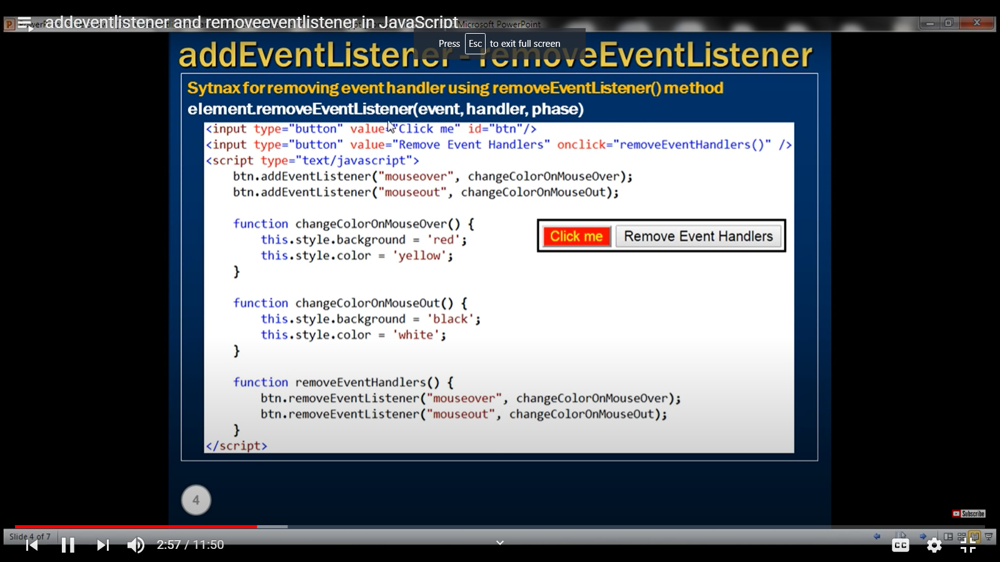 addeventlistener and removeeventlistener in JavaScript
Microsoft PowerPoint
Press Esc to exit full screen
addEventListener - removeEventListener
Sytnax for removing event handler using removeEventListener() method
element.removeEventListener(event, handler, phase)
<input type="button" value="Click me" id="btn"/>
<input type="button" value="Remove Event Handlers" onclick="removeEventHandlers()" />
<script type="text/javascript">
btn.addEventListener("mouseover", changeColorOnMouseOver);
btn.addEventListener("mouseout", changeColorOnMouseOut);
function changeColorOnMouseOver() {
this.style.background = 'red';
this.style.color = 'yellow';
}
Click me Remove Event Handlers
function changeColorOnMouseOut() {
this.style.background = 'black';
this.style.color = 'white';
}
function removeEventHandlers() {
btn.removeEventListener("mouseover", changeColorOnMouseOver);
btn.removeEventListener("mouseout", changeColorOnMouseOut);
}
</script>
4
Subscribe
Slide 4 of 7
2:57 / 11:50
CC